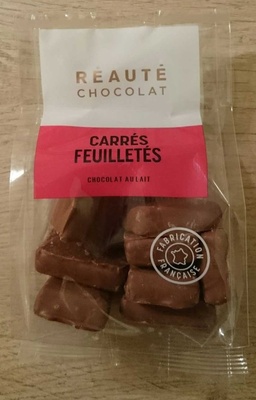 RÉAUTÉ
CHOCOLAT
CARRÉS
FEUILLETÉS
CHOCOLAT AU LAIT
FABRICATION
FRANÇAISE